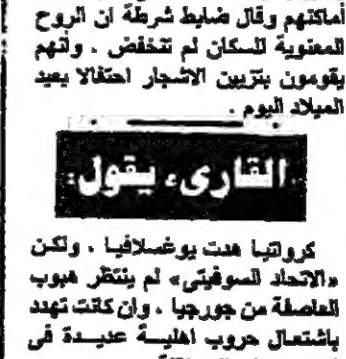 أماكنهم وقال ضابط شرطة ان الروح
المعنوية للسكان لم تنخفض . وانهم
يقومون بتزيين الاشجار احتفالا بعيد
الميلاد اليوم .
القارىء يقول:
كرواتيا هدت يوغسلافيا . ولكن
«الاتحاد السوفيتى» لم ينتظر هبوب
العاصفة من جورجيا . وان كانت تهدد
باشتعال حروب اهلية عديدة فى